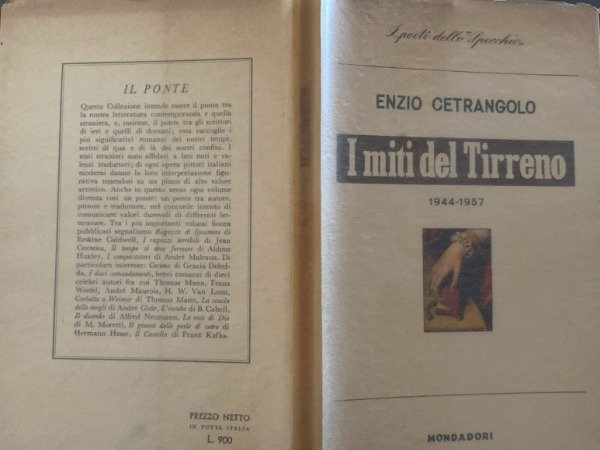 IL PONTE
Questa Collezione intende essere il ponte tra
la nostra letteratura contemporanea e quella
straniera, e, insieme, il ponte tra gli scrittori
di ieri e quelli di domani; essa raccoglie i
più significativi romanzi dei nostri tempi,
scritti di qua e di là dei nostri confini. I
testi stranieri sono affidati a ben noti e va-
lenti traduttori; di ogni opera pittori italiani
moderni danno la loro interpretazione figu-
rativa tenendosi su un piano di alto valore
artistico. Anche in questo senso ogni volume
diventa così un ponte: un ponte tra autore,
pittore e traduttore, nel concorde intento di
comunicare valori durevoli di differenti let-
terature. Tra i più importanti volumi finora
pubblicati segnaliamo Ragazzo di Sycamore di
Erskine Caldwell, I ragazzi terribili di Jean
Cocteau, Il tempo si deve fermare di Aldous
Huxley, I conquistatori di André Malraux. Di
particolare interesse: Cosima di Grazia Deled-
da, I dieci comandamenti, brevi romanzi di dieci
celebri autori fra cui Thomas Mann, Franz
Werfel; André Maurois, H. W. Van Loon,
Carlotta a Weimar di Thomas Mann, La scuola
delle mogli di André Gide, L'incubo di B. Cabell,
Il diavolo di Alfred Neumann, La voce di Dio
di M. Moretti, Il giuoco delle perle di vetro di
Hermann Hesse, Il Castello di Franz Kafka.
PREZZO NETTO
IN TUTTA ITALIA
L. 900
I poeti dello "Specchio"
ENZIO CETRANGOLO
I miti del Tirreno
1944-1957
MONDADORI